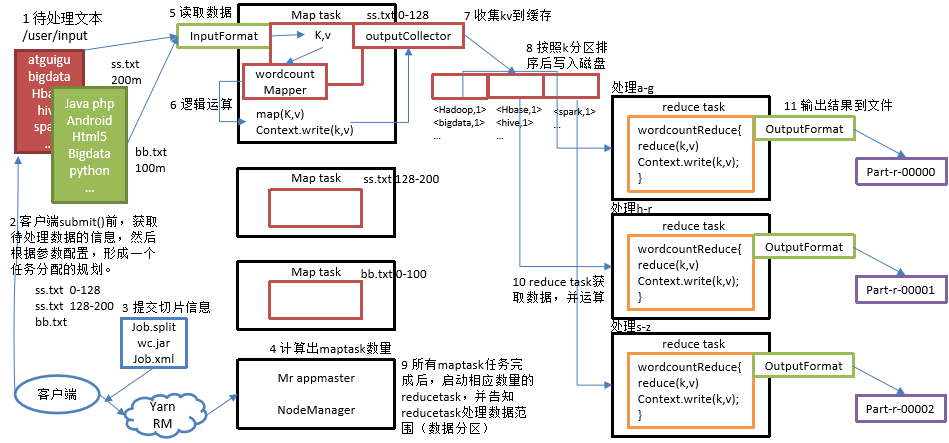 1 待处理文本
/user/input
atguigu
bigdata
ss.txt
200m
Java php
Android
Html5
Bigdata
python
...
bb.txt
100m
2 客户端submit()前，获取
待处理数据的信息，然后
根据参数配置，形成一个
任务分配的规划。
ss.txt 0-128
ss.txt 128-200
bb.txt
3 提交切片信息
Job.split
wc.jar
Job.xml
客户端
Yarn
RM
4 计算出maptask数量
Mr appmaster
NodeManager
5 读取数据
InputFormat
Map task
ss.txt 0-128
K,v
outputCollector
wordcount
Mapper
6 逻辑运算
map(K,v)
Context.write(k,v)
Map task
ss.txt 128-200
Map task
bb.txt 0-100
7 收集kv到缓存
8 按照k分区排
序后写入磁盘
<Hadoop,1>
<bigdata,1>
...
<Hbase,1>
<hive,1>
...
<spark,1>
...
9 所有maptask任务完
成后，启动相应数量的
reducetask，并告知
reducetask处理数据范
围（数据分区）
10 reduce task获
取数据，并运算
处理a-g
reduce task
wordcountReduce{
reduce(k,v)
Context.write(k,v);
}
OutputFormat
11 输出结果到文件
Part-r-00000
处理h-r
reduce task
wordcountReduce{
reduce(k,v)
Context.write(k,v);
}
OutputFormat
Part-r-00001
处理s-z
reduce task
wordcountReduce{
reduce(k,v)
Context.write(k,v);
}
OutputFormat
Part-r-00002